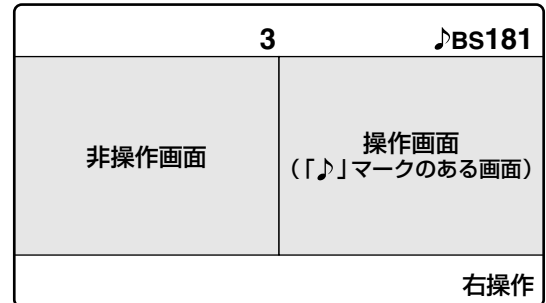 3 ♪BS181
非操作画面
操作画面
（「♪」マークのある画面）
右操作